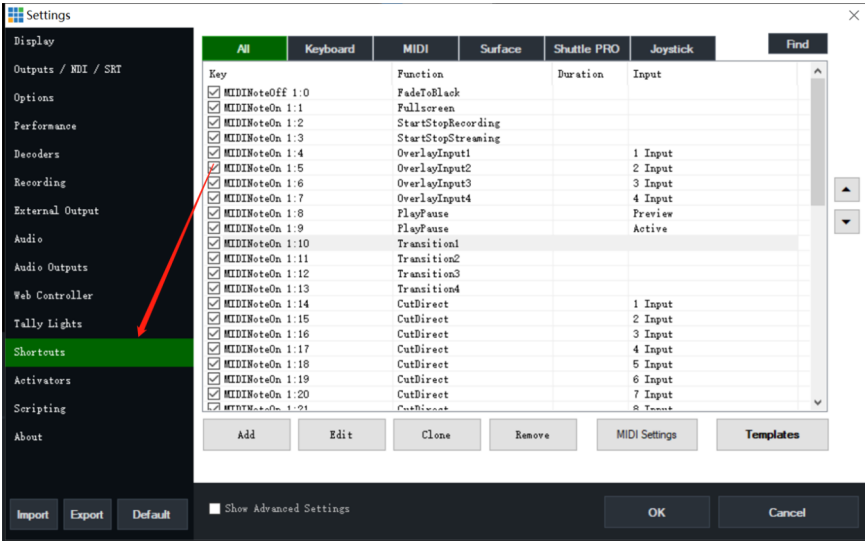 Settings
Display
Outputs / NDI / SRT
Options
Performance
Decoders
Recording
External Output
Audio
Audio Outputs
Web Controller
Tally Lights
Shortcuts
Activators
Scripting
About
Import Export Default
All Keyboard MIDI Surface Shuttle PRO Joystick Find
Key Function Duration Input
MIDINoteOff 1:0 FadeToBlack
MIDINoteOn 1:1 Fullscreen
MIDINoteOn 1:2 StartStopRecording
MIDINoteOn 1:3 StartStopStreaming
MIDINoteOn 1:4 OverlayInput1 1 Input
MIDINoteOn 1:5 OverlayInput2 2 Input
MIDINoteOn 1:6 OverlayInput3 3 Input
MIDINoteOn 1:7 OverlayInput4 4 Input
MIDINoteOn 1:8 PlayPause Preview
MIDINoteOn 1:9 PlayPause Active
MIDINoteOn 1:10 Transition1
MIDINoteOn 1:11 Transition2
MIDINoteOn 1:12 Transition3
MIDINoteOn 1:13 Transition4
MIDINoteOn 1:14 CutDirect 1 Input
MIDINoteOn 1:15 CutDirect 2 Input
MIDINoteOn 1:16 CutDirect 3 Input
MIDINoteOn 1:17 CutDirect 4 Input
MIDINoteOn 1:18 CutDirect 5 Input
MIDINoteOn 1:19 CutDirect 6 Input
MIDINoteOn 1:20 CutDirect 7 Input
MIDINoteOn 1:21 CutDirect 8 Input
Add Edit Clone Remove MIDI Settings Templates
Show Advanced Settings OK Cancel